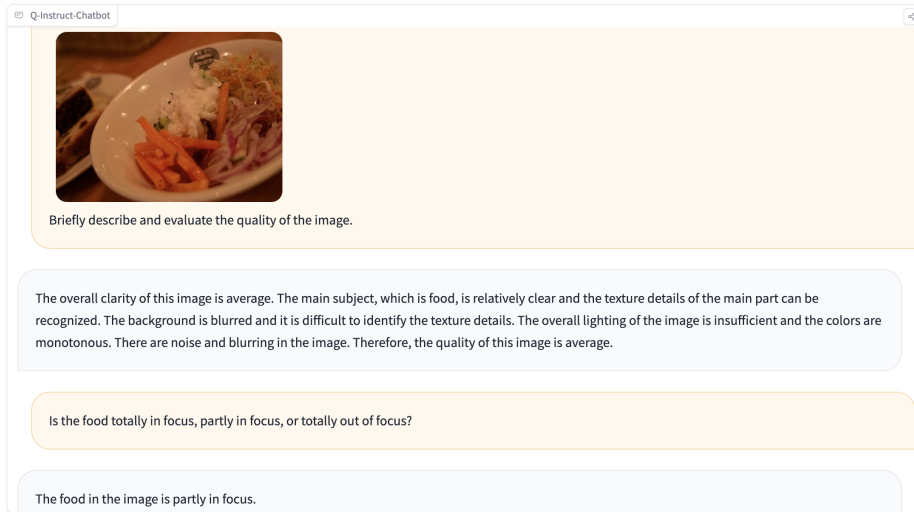 Q-Instruct-Chatbot
Briefly describe and evaluate the quality of the image.
The overall clarity of this image is average. The main subject, which is food, is relatively clear and the texture details of the main part can be
recognized. The background is blurred and it is difficult to identify the texture details. The overall lighting of the image is insufficient and the colors are
monotonous. There are noise and blurring in the image. Therefore, the quality of this image is average.
Is the food totally in focus, partly in focus, or totally out of focus?
The food in the image is partly in focus.